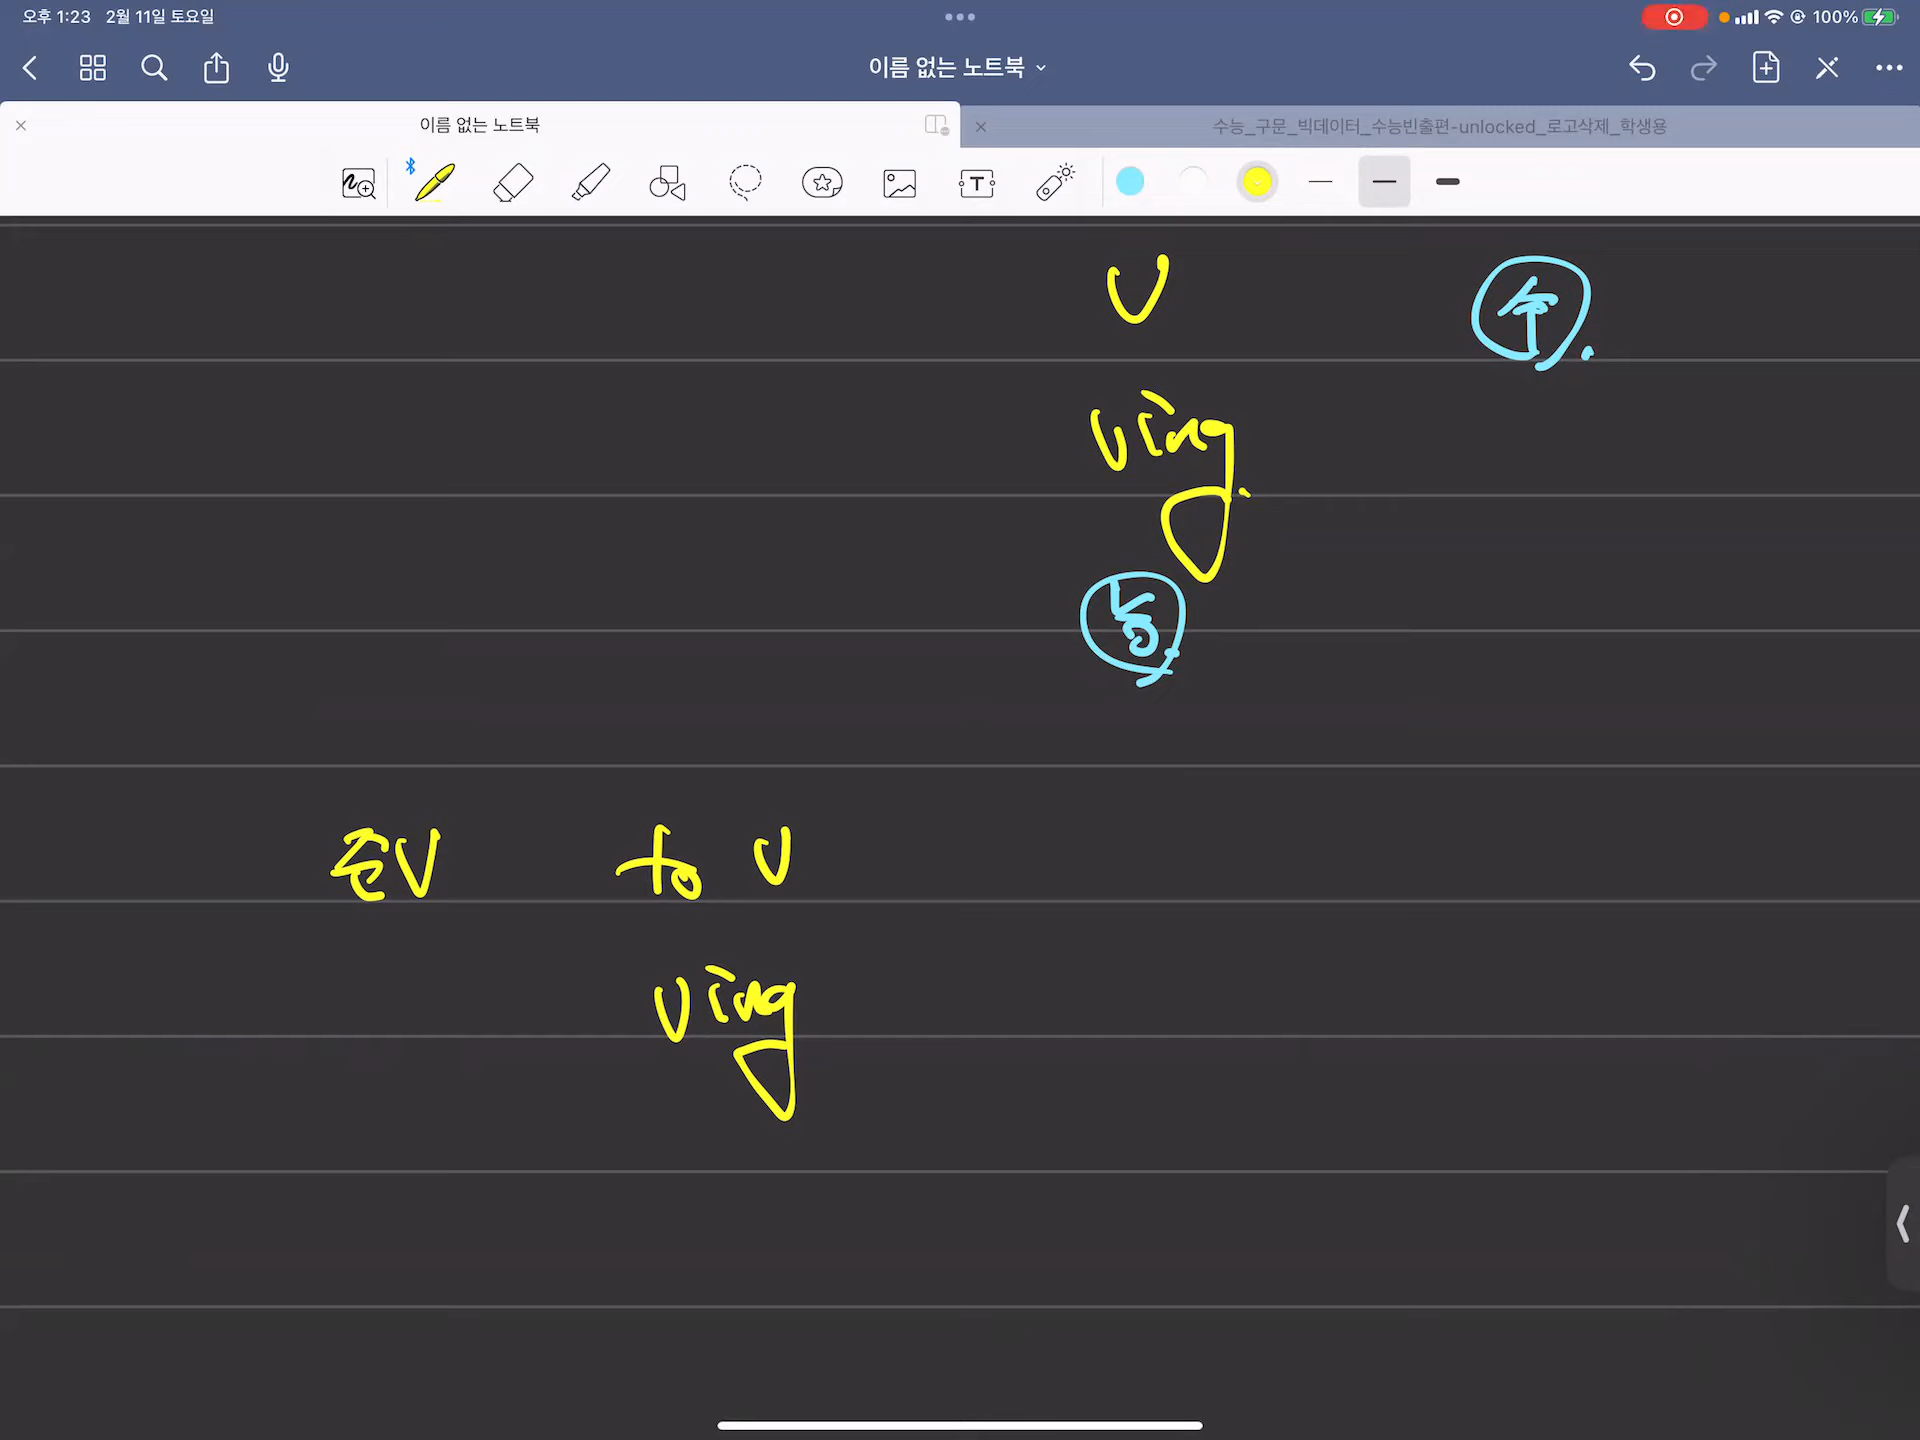 오후 1:23 2월 11일 토요일
100%
이름 없는 노트북
이름 없는 노트북
수능_구문_빅데이터_수능빈출편-unlocked_로고삭제_학생용
T
V 수.
Ving.
능.
준V to V
Ving